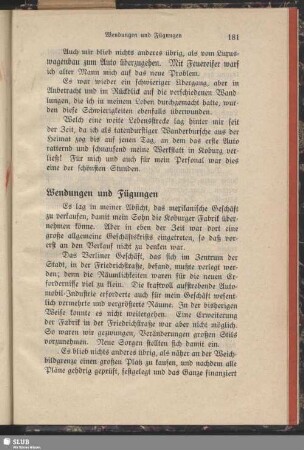 Wendungen und Fügungen 181
Auch mir blieb nichts anderes übrig, als vom Luxus-
wagenbau zum Auto überzugehen. Mit Feuereifer warf
ich alter Mann mich auf das neue Problem.
Es war wieder ein schwieriger Übergang, aber in
Anbetracht und im Rückblick auf die verschiedenen Wand-
lungen, die ich in meinem Leben durchgemacht hatte, wur-
den diese Schwierigkeiten ebenfalls überwunden.
Welch eine weite Lebensstrecke lag hinter mir seit
der Zeit, da ich als tatendurstiger Wanderbursche aus der
Heimat zog bis auf jenen Tag, an dem das erste Auto
ratternd und schnaufend meine Werkstatt in Koburg ver-
ließ! Für mich und auch für mein Personal war dies
eine der schönsten Stunden.
Wendungen und Fügungen
Es lag in meiner Absicht, das mexikanische Geschäft
zu verkaufen, damit mein Sohn die Koburger Fabrik über-
nehmen könne. Aber in eben der Zeit war dort eine
große allgemeine Geschäftskrisis eingetreten, so daß vor-
erst an den Verkauf nicht zu denken war.
Das Berliner Geschäft, das sich im Zentrum der
Stadt, in der Friedrichstraße, befand, mußte verlegt wer-
den; denn die Räumlichkeiten waren für die neuen Er-
fordernisse viel zu klein. Die kraftvoll aufstrebende Auto-
mobil-Industrie erforderte auch für mein Geschäft wesent-
lich vermehrte und vergrößerte Räume. In der bisherigen
Weise konnte es nicht weitergehen. Eine Erweiterung
der Fabrik in der Friedrichstraße war aber nicht möglich.
So waren wir gezwungen, Veränderungen großen Stils
vorzunehmen. Neue Sorgen stellten sich damit ein.
Es blieb nichts anderes übrig, als näher an der Weich-
bildgrenze einen großen Platz zu kaufen, und nachdem alle
Pläne gehörig geprüft, festgelegt und das Ganze finanziert
SLUB